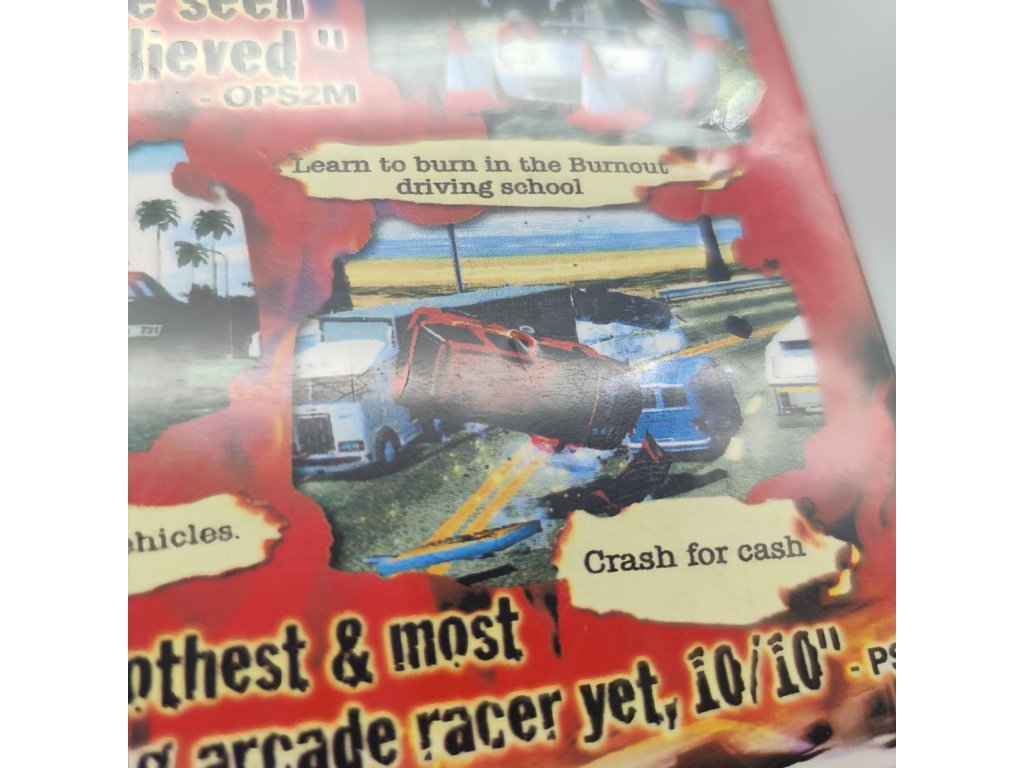 e seen
lieved"
- OPS2M
Learn to burn in the Burnout
driving school
hicles.
Crash for cash
othest & most
g arcade racer yet, 10/10" - PS